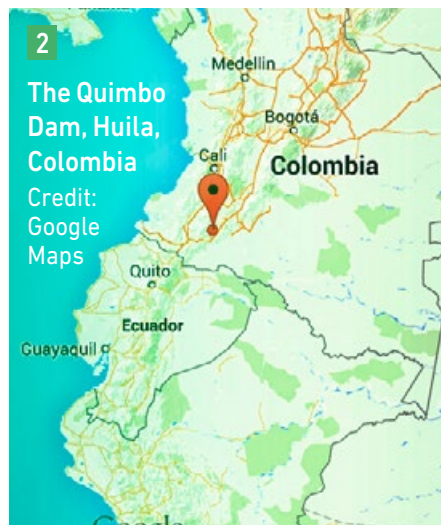 2
The Quimbo
Dam, Huila,
Colombia
Credit:
Google
Maps
Medellin
Bogotá
Cali
Colombia
Quito
Ecuador
Guayaquil